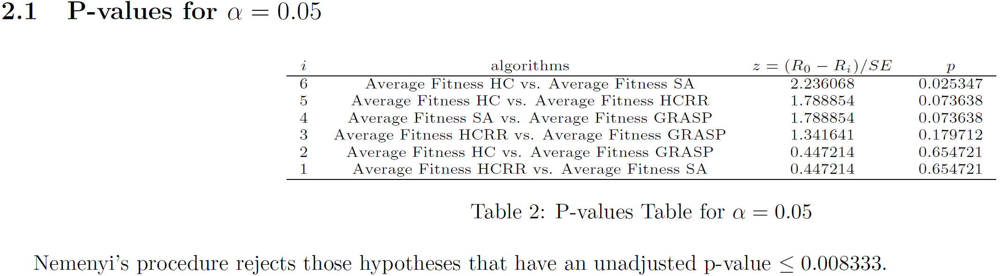 2.1 P-values for α = 0.05
i algorithms z = (R₀ − Rᵢ)/SE p
6 Average Fitness HC vs. Average Fitness SA 2.236068 0.025347
5 Average Fitness HC vs. Average Fitness HCRR 1.788854 0.073638
4 Average Fitness SA vs. Average Fitness GRASP 1.788854 0.073638
3 Average Fitness HCRR vs. Average Fitness GRASP 1.341641 0.179712
2 Average Fitness HC vs. Average Fitness GRASP 0.447214 0.654721
1 Average Fitness HCRR vs. Average Fitness SA 0.447214 0.654721
Table 2: P-values Table for α = 0.05
Nemenyi’s procedure rejects those hypotheses that have an unadjusted p-value ≤ 0.008333.